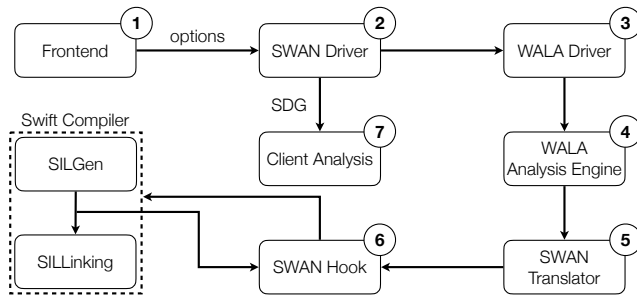 1
2
3
Frontend
options
SWAN Driver
WALA Driver
SDG
Swift Compiler
7
4
SILGen
Client Analysis
WALA
Analysis Engine
6
5
SILLinking
SWAN Hook
SWAN
Translator